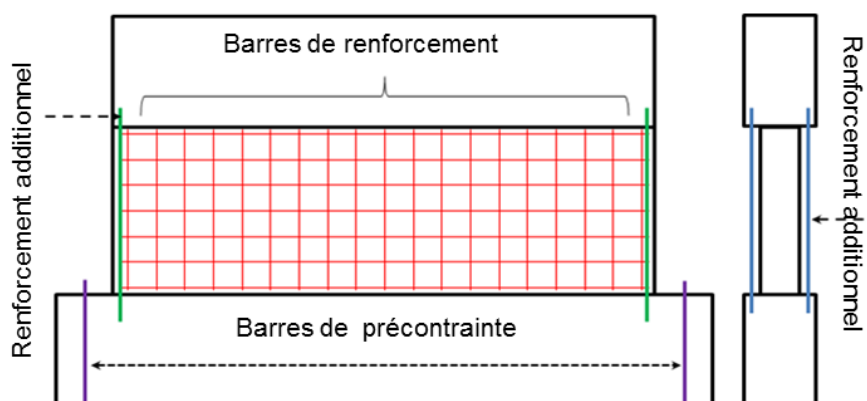 Barres de renforcement
Renforcement additionnel
Renforcement additionnel
Barres de précontrainte